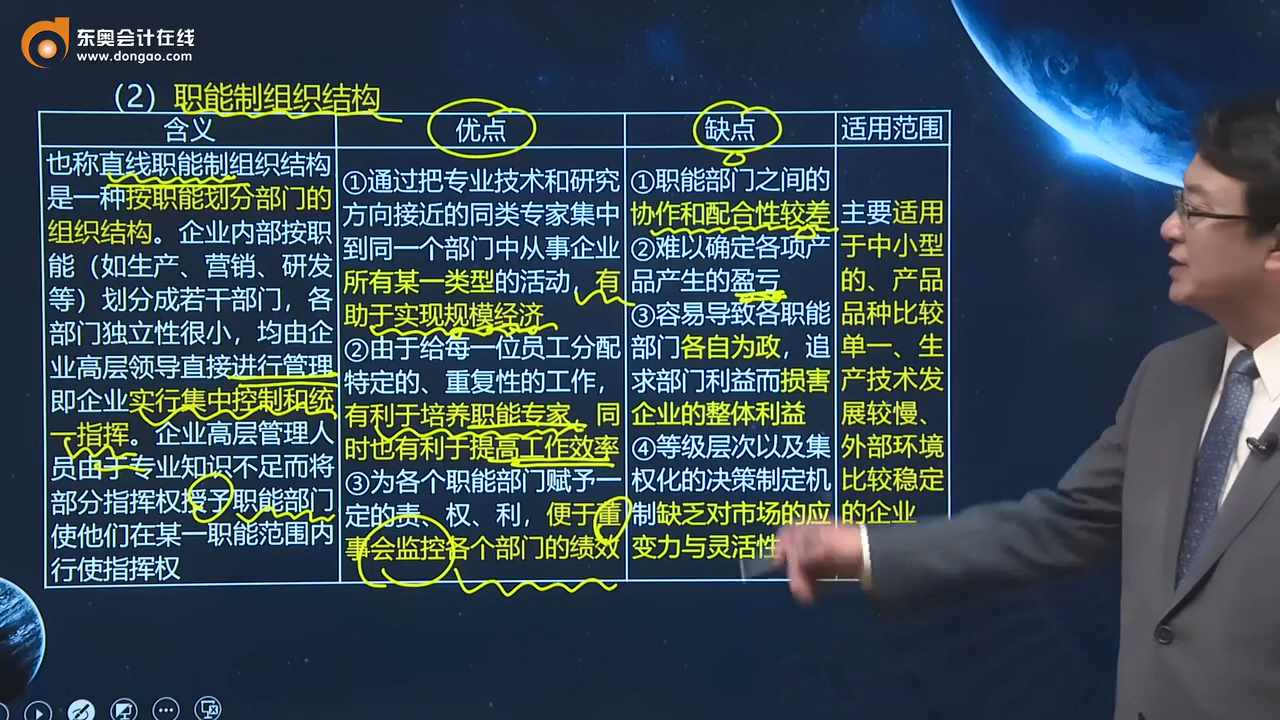 东奥会计在线
www.dongao.com
（2）职能制组织结构
含义
优点
缺点
适用范围
也称直线职能制组织结构
是一种按职能划分部门的
组织结构。企业内部按职
能（如生产、营销、研发
等）划分成若干部门，各
部门独立性很小，均由企
业高层领导直接进行管理
即企业实行集中控制和统
一指挥。企业高层管理人
员由于专业知识不足而将
部分指挥权授予职能部门
使他们在某一职能范围内
行使指挥权
①通过把专业技术和研究
方向接近的同类专家集中
到同一个部门中从事企业
所有某一类型的活动，有
助于实现规模经济
②由于给每一位员工分配
特定的、重复性的工作，
有利于培养职能专家，同
时也有利于提高工作效率
③为各个职能部门赋予一
定的责、权、利，便于董
事会监控各个部门的绩效
①职能部门之间的
协作和配合性较差
②难以确定各项产
品产生的盈亏
③容易导致各职能
部门各自为政，追
求部门利益而损害
企业的整体利益
④等级层次以及集
权化的决策制定机
制缺乏对市场的应
变力与灵活性
主要适用
于中小型
的、产品
品种比较
单一、生
产技术发
展较慢、
外部环境
比较稳定
的企业